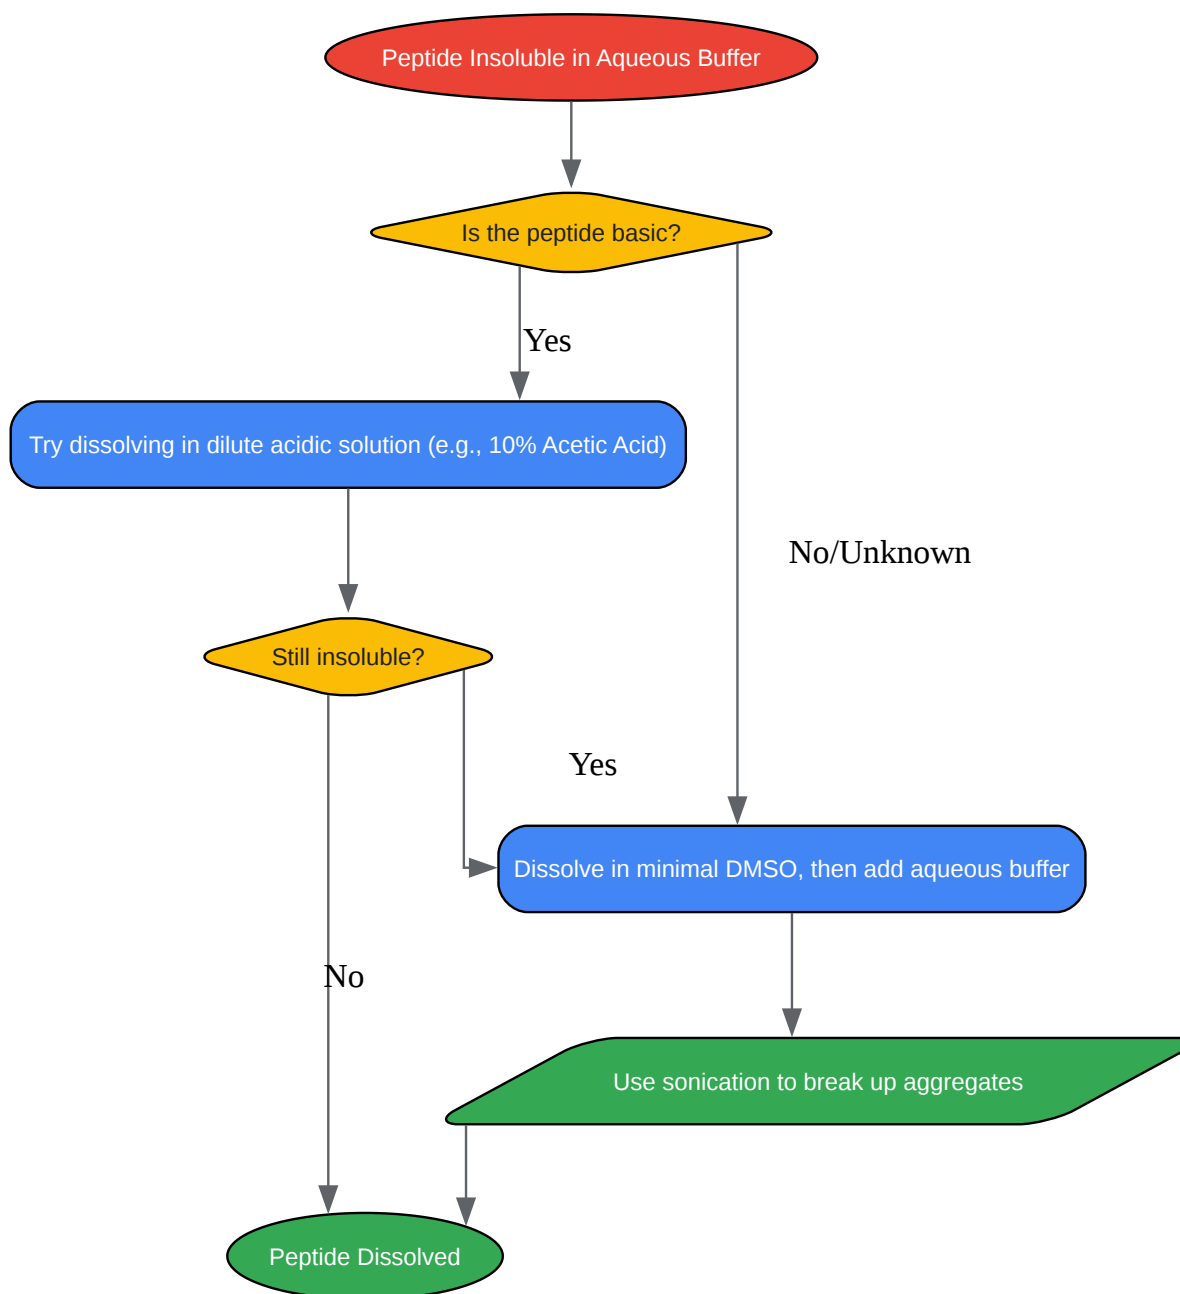 Peptide Insoluble in Aqueous Buffer
Is the peptide basic?
Yes
Try dissolving in dilute acidic solution (e.g., 10% Acetic Acid)
No/Unknown
Still insoluble?
Yes
Dissolve in minimal DMSO, then add aqueous buffer
No
Use sonication to break up aggregates
Peptide Dissolved